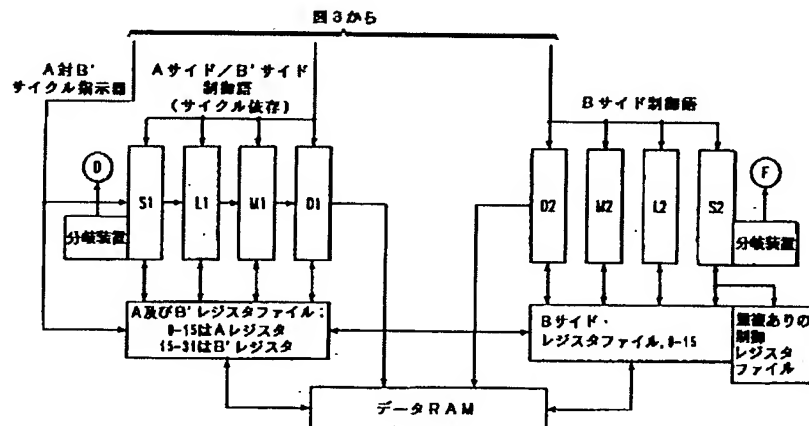 図3から
A対B'
サイクル指示器
Aサイド/B'サイド
制御語
(サイクル依存)
Bサイド制御語
D
S1
L1
M1
D1
D2
M2
L2
S2
F
分岐装置
分岐装置
A及びB'レジスタファイル:
0-15はAレジスタ
15-31はB'レジスタ
Bサイド・
レジスタファイル,0-15
重複ありの
制御
レジスタ
ファイル
データRAM